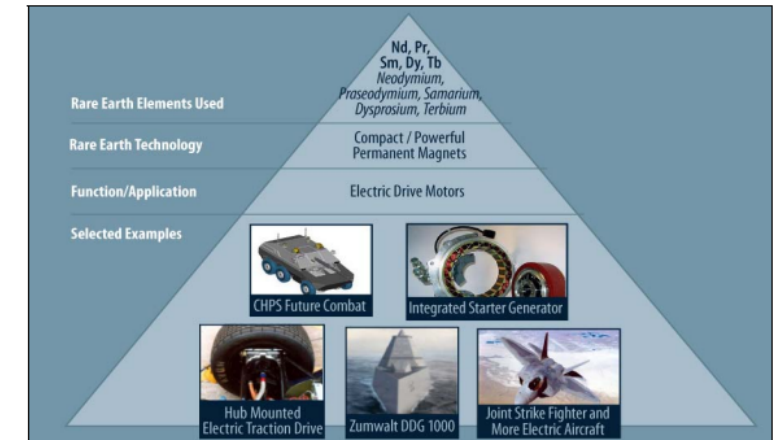 Nd, Pr,
Sm, Dy, Tb
Neodymium,
Praseodymium, Samarium,
Dysprosium, Terbium
Rare Earth Elements Used
Rare Earth Technology
Compact / Powerful
Permanent Magnets
Function/Application
Electric Drive Motors
Selected Examples
CHPS Future Combat
Integrated Starter Generator
Hub Mounted
Electric Traction Drive
Zumwalt DDG 1000
Joint Strike Fighter and
More Electric Aircraft